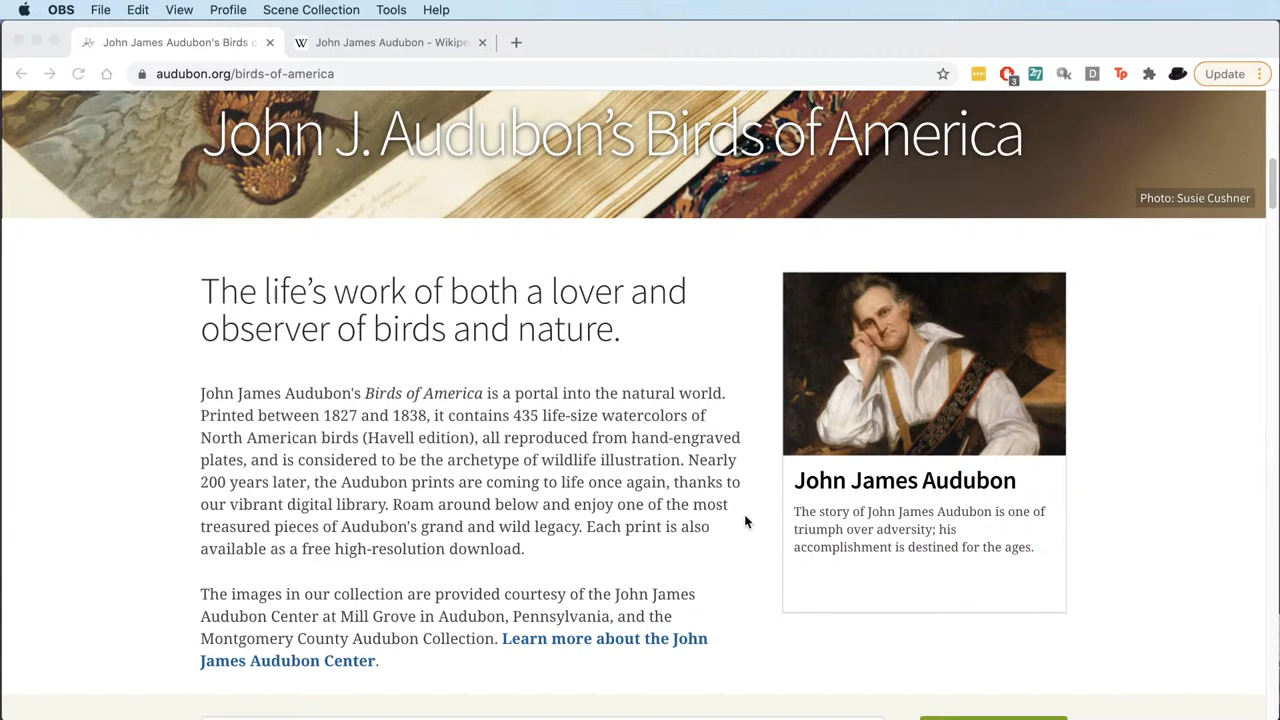 OBS File Edit View Profile Scene Collection Tools Help
John James Audubon's Birds o
W John James Audubon - Wikipe
audubon.org/birds-of-america
3 27 D Tp Update
John J. Audubon's Birds of America
Photo: Susie Cushner
The life's work of both a lover and
observer of birds and nature.
John James Audubon's Birds of America is a portal into the natural world.
Printed between 1827 and 1838, it contains 435 life-size watercolors of
North American birds (Havell edition), all reproduced from hand-engraved
plates, and is considered to be the archetype of wildlife illustration. Nearly
200 years later, the Audubon prints are coming to life once again, thanks to
our vibrant digital library. Roam around below and enjoy one of the most
treasured pieces of Audubon's grand and wild legacy. Each print is also
available as a free high-resolution download.
The images in our collection are provided courtesy of the John James
Audubon Center at Mill Grove in Audubon, Pennsylvania, and the
Montgomery County Audubon Collection. Learn more about the John
James Audubon Center.
John James Audubon
The story of John James Audubon is one of
triumph over adversity; his
accomplishment is destined for the ages.